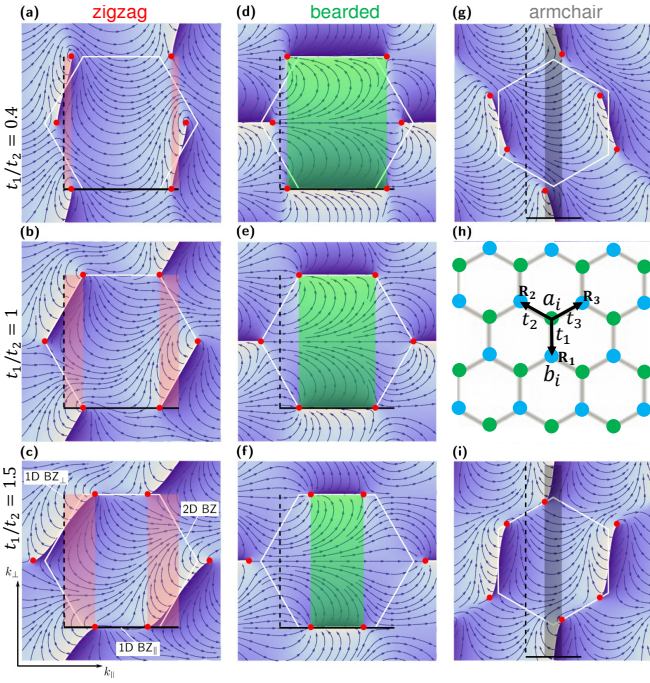 (a) zigzag
(d) bearded
(g) armchair
t₁/t₂ = 0.4
(b)
(e)
(h)
t₁/t₂ = 1
R₂
aᵢ
R₃
t₂
t₃
t₁
R₁
bᵢ
(c)
(f)
(i)
t₁/t₂ = 1.5
1D BZ⊥
2D BZ
k⊥
1D BZ∥
k∥